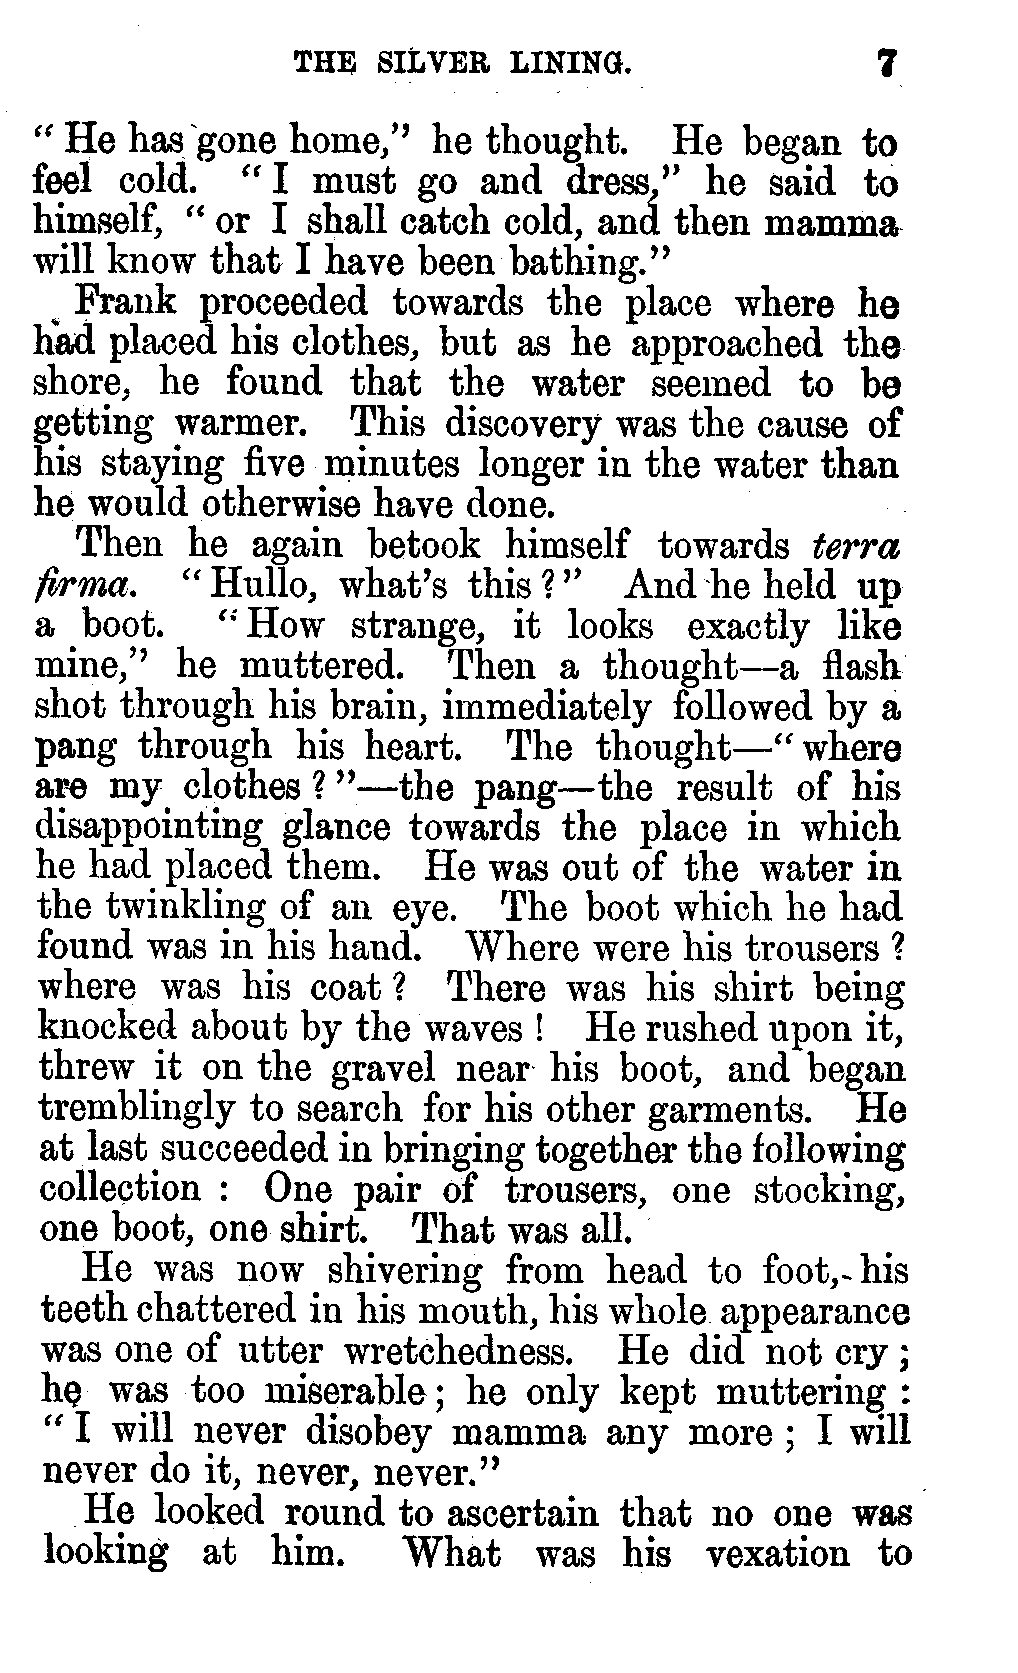 THE SILVER LINING. 7
“ He has gone home,” he thought. He began to
feel cold. “ I must go and dress,” he said to
himself, “ or I shall catch cold, and then mamma
will know that I have been bathing.”
Frank proceeded towards the place where he
had placed his clothes, but as he approached the
shore, he found that the water seemed to be
getting warmer. This discovery was the cause of
his staying five minutes longer in the water than
he would otherwise have done.
Then he again betook himself towards terra
firma. “ Hullo, what’s this ? ” And he held up
a boot. “ How strange, it looks exactly like
mine,” he muttered. Then a thought—a flash
shot through his brain, immediately followed by a
pang through his heart. The thought—“ where
are my clothes ? ”—the pang—the result of his
disappointing glance towards the place in which
he had placed them. He was out of the water in
the twinkling of an eye. The boot which he had
found was in his hand. Where were his trousers ?
where was his coat ? There was his shirt being
knocked about by the waves ! He rushed upon it,
threw it on the gravel near his boot, and began
tremblingly to search for his other garments. He
at last succeeded in bringing together the following
collection : One pair of trousers, one stocking,
one boot, one shirt. That was all.
He was now shivering from head to foot, his
teeth chattered in his mouth, his whole appearance
was one of utter wretchedness. He did not cry ;
he was too miserable ; he only kept muttering :
“ I will never disobey mamma any more ; I will
never do it, never, never.”
He looked round to ascertain that no one was
looking at him. What was his vexation to